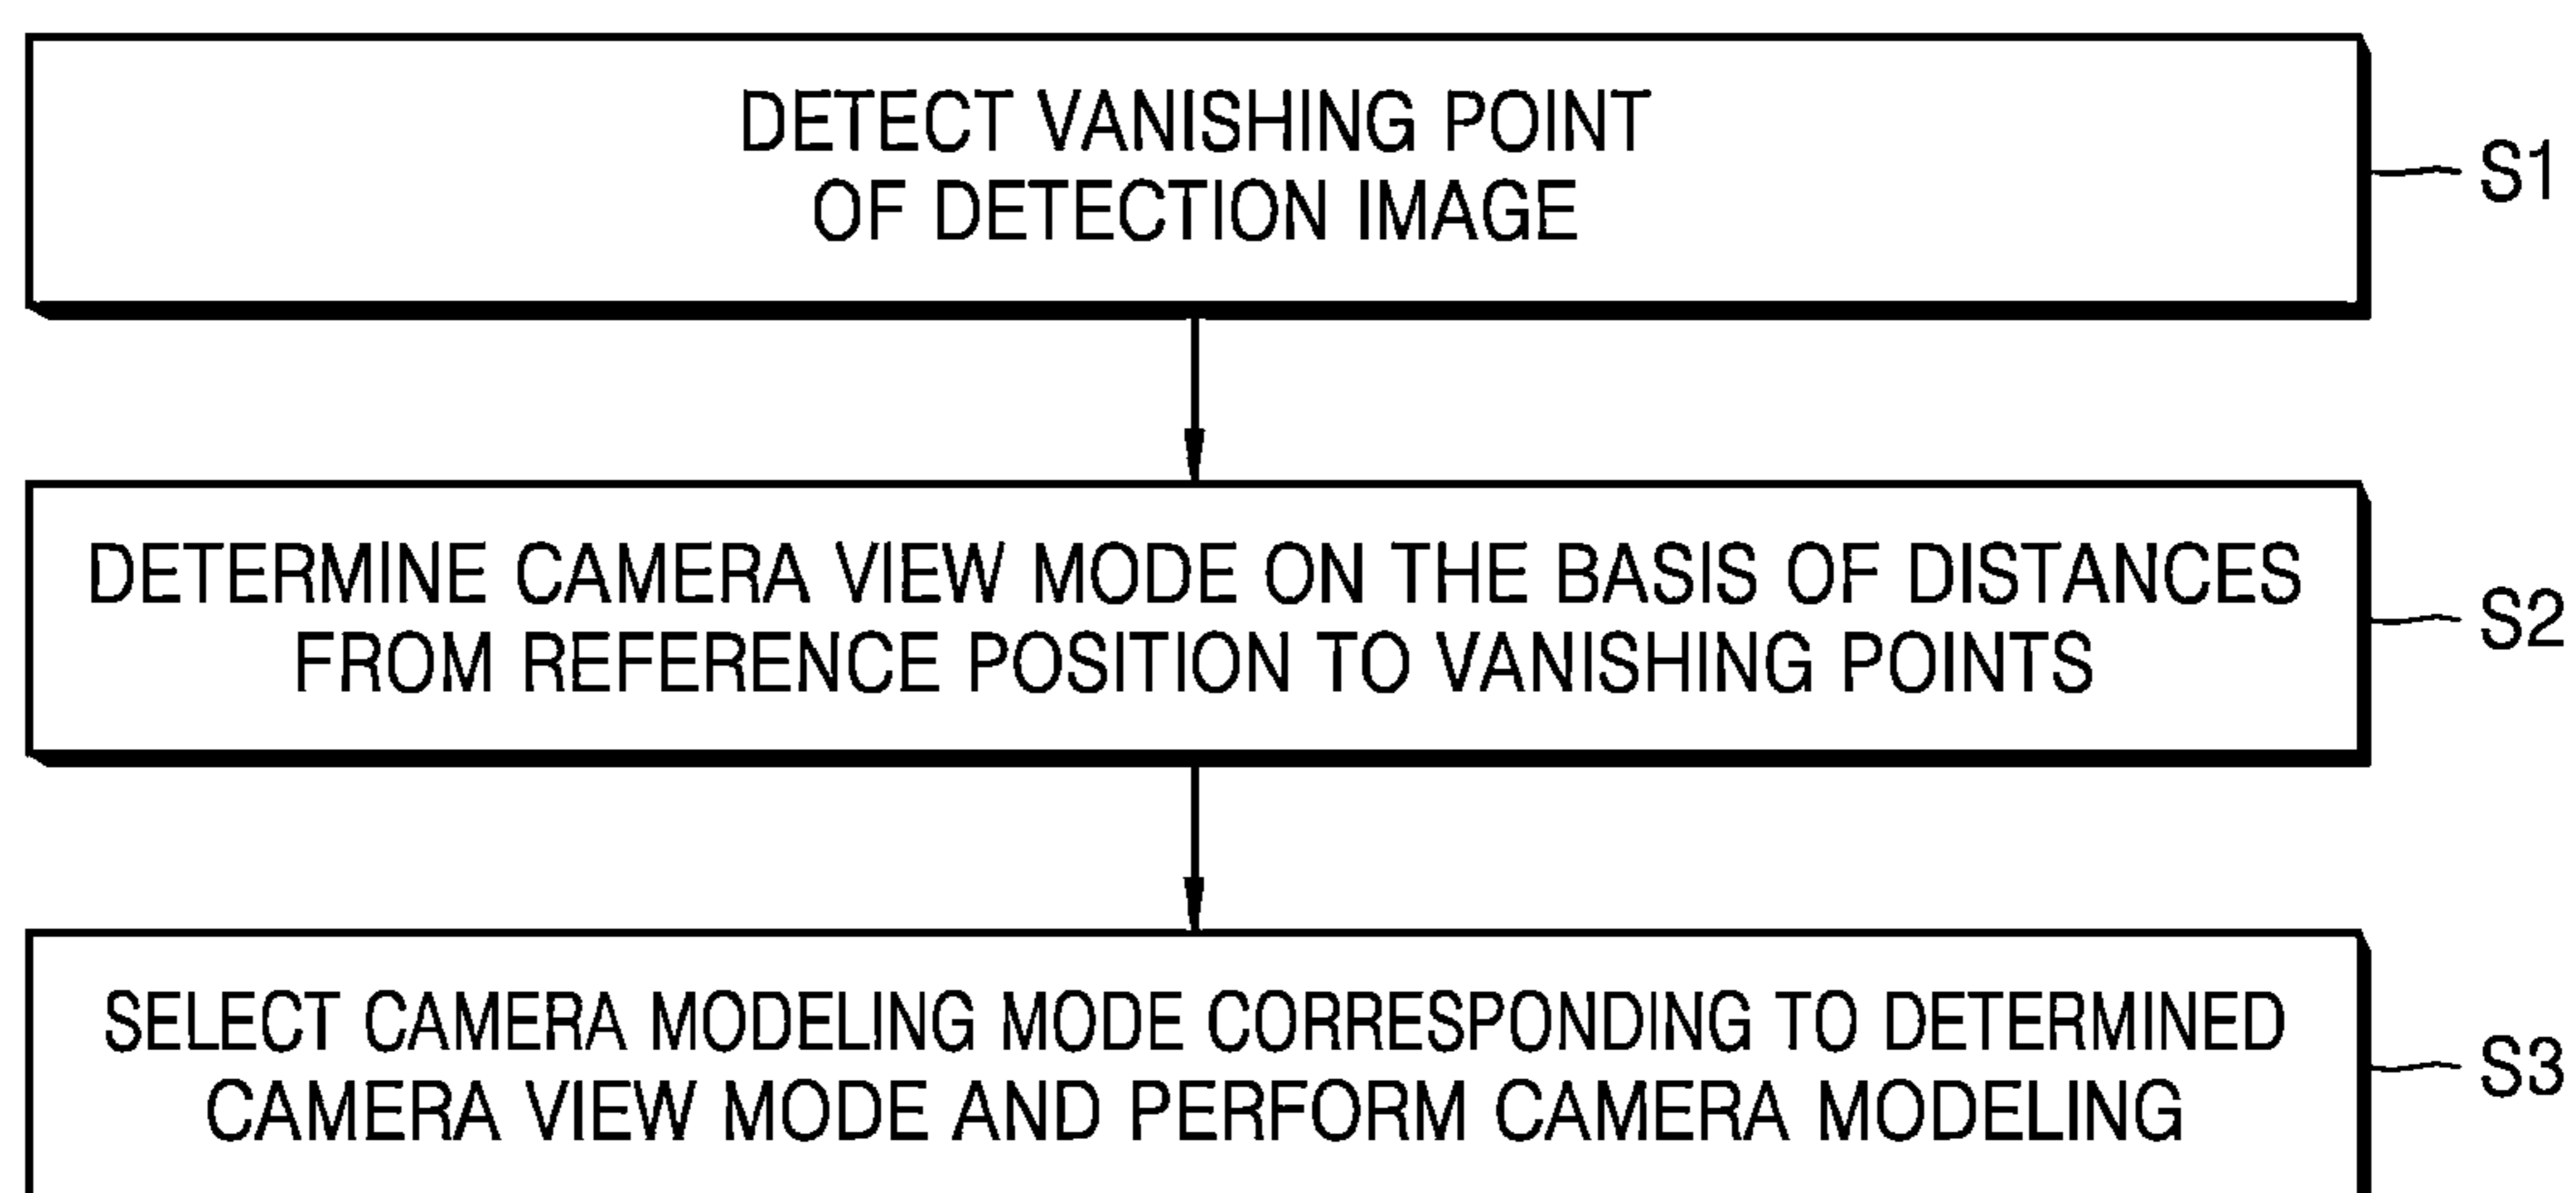 DETECT VANISHING POINT
OF DETECTION IMAGE
S1
DETERMINE CAMERA VIEW MODE ON THE BASIS OF DISTANCES
FROM REFERENCE POSITION TO VANISHING POINTS
S2
SELECT CAMERA MODELING MODE CORRESPONDING TO DETERMINED
CAMERA VIEW MODE AND PERFORM CAMERA MODELING
S3